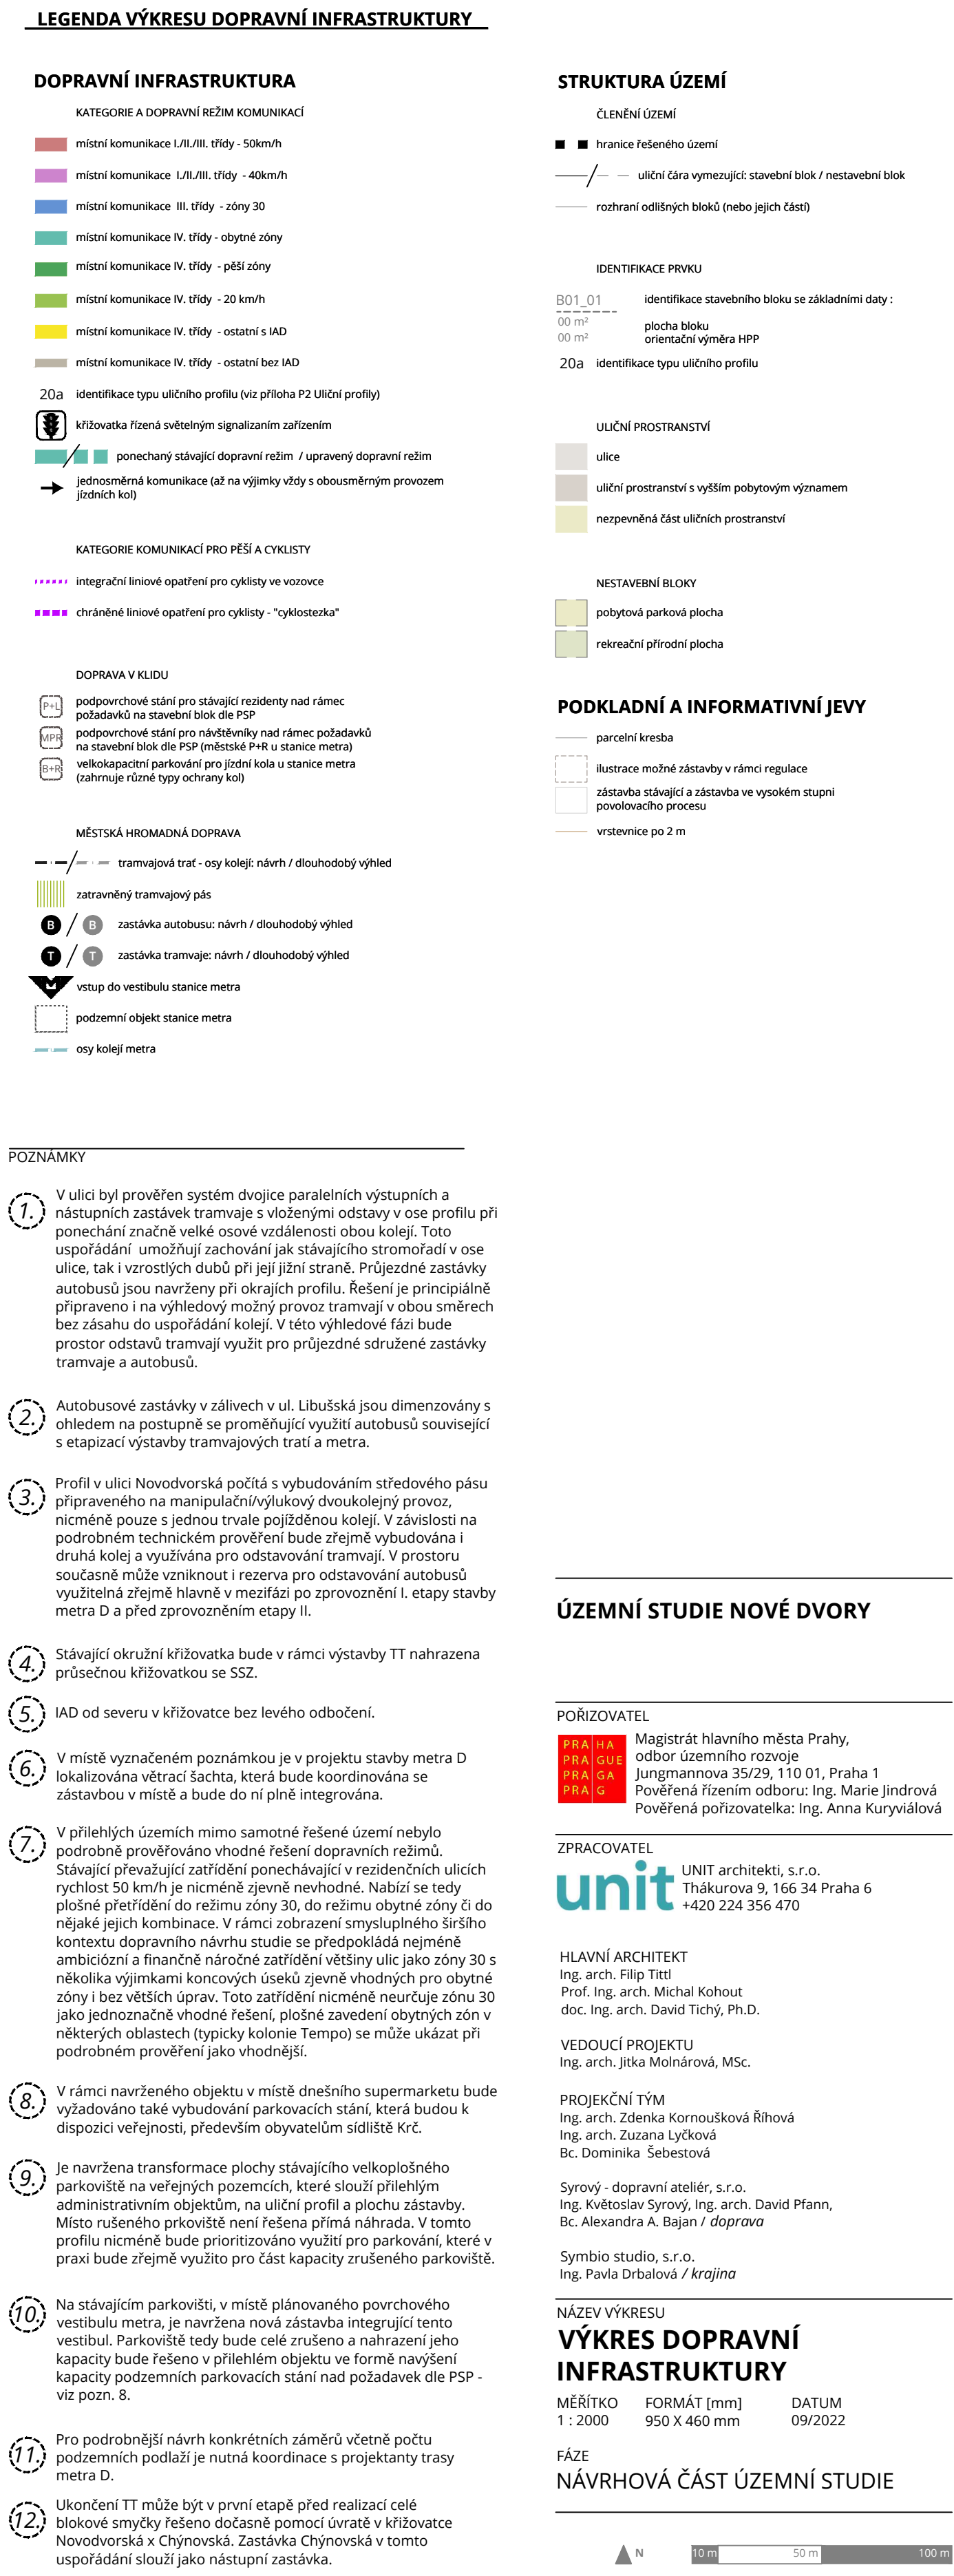 LEGENDA VÝKRESU DOPRAVNÍ INFRASTRUKTURY
DOPRAVNÍ INFRASTRUKTURA
KATEGORIE A DOPRAVNÍ REŽIM KOMUNIKACÍ
místní komunikace I./II./III. třídy - 50km/h
místní komunikace I./II./III. třídy - 40km/h
místní komunikace III. třídy - zóny 30
místní komunikace IV. třídy - obytné zóny
místní komunikace IV. třídy - pěší zóny
místní komunikace IV. třídy - 20 km/h
místní komunikace IV. třídy - ostatní s IAD
místní komunikace IV. třídy - ostatní bez IAD
20a identifikace typu uličního profilu (viz příloha P2 Uliční profily)
křižovatka řízená světelným signalizaním zařízením
ponechaný stávající dopravní režim / upravený dopravní režim
jednosměrná komunikace (až na výjimky vždy s obousměrným provozem
jízdních kol)
KATEGORIE KOMUNIKACÍ PRO PĚŠÍ A CYKLISTY
integrační liniové opatření pro cyklisty ve vozovce
chráněné liniové opatření pro cyklisty - "cyklostezka"
DOPRAVA V KLIDU
P+L podpovrchové stání pro stávající rezidenty nad rámec
požadavků na stavební blok dle PSP
MPR podpovrchové stání pro návštěvníky nad rámec požadavků
na stavební blok dle PSP (městské P+R u stanice metra)
B+R velkokapacitní parkování pro jízdní kola u stanice metra
(zahrnuje různé typy ochrany kol)
MĚSTSKÁ HROMADNÁ DOPRAVA
tramvajová trať - osy kolejí: návrh / dlouhodobý výhled
zatravněný tramvajový pás
B / B zastávka autobusu: návrh / dlouhodobý výhled
T / T zastávka tramvaje: návrh / dlouhodobý výhled
vstup do vestibulu stanice metra
podzemní objekt stanice metra
osy kolejí metra
STRUKTURA ÚZEMÍ
ČLENĚNÍ ÚZEMÍ
hranice řešeného území
uliční čára vymezující: stavební blok / nestavební blok
rozhraní odlišných bloků (nebo jejich částí)
IDENTIFIKACE PRVKU
B01_01 identifikace stavebního bloku se základními daty :
00 m² plocha bloku
00 m² orientační výměra HPP
20a identifikace typu uličního profilu
ULIČNÍ PROSTRANSTVÍ
ulice
uliční prostranství s vyšším pobytovým významem
nezpevněná část uličních prostranství
NESTAVEBNÍ BLOKY
pobytová parková plocha
rekreační přírodní plocha
PODKLADNÍ A INFORMATIVNÍ JEVY
parcelní kresba
ilustrace možné zástavby v rámci regulace
zástavba stávající a zástavba ve vysokém stupni
povolovacího procesu
vrstevnice po 2 m
POZNÁMKY
1. V ulici byl prověřen systém dvojice paralelních výstupních a
nástupních zastávek tramvaje s vloženými odstavy v ose profilu při
ponechání značně velké osové vzdálenosti obou kolejí. Toto
uspořádání umožňují zachování jak stávajícího stromořadí v ose
ulice, tak i vzrostlých dubů při její jižní straně. Průjezdné zastávky
autobusů jsou navrženy při okrajích profilu. Řešení je principiálně
připraveno i na výhledový možný provoz tramvají v obou směrech
bez zásahu do uspořádání kolejí. V této výhledové fázi bude
prostor odstavů tramvají využit pro průjezdné sdružené zastávky
tramvaje a autobusů.
2. Autobusové zastávky v zálivech v ul. Libušská jsou dimenzovány s
ohledem na postupně se proměňující využití autobusů související
s etapizací výstavby tramvajových tratí a metra.
3. Profil v ulici Novodvorská počítá s vybudováním středového pásu
připraveného na manipulační/výlukový dvoukolejný provoz,
nicméně pouze s jednou trvale pojížděnou kolejí. V závislosti na
podrobném technickém prověření bude zřejmě vybudována i
druhá kolej a využívána pro odstavování tramvají. V prostoru
současně může vzniknout i rezerva pro odstavování autobusů
využitelná zřejmě hlavně v mezifázi po zprovoznění I. etapy stavby
metra D a před zprovozněním etapy II.
4. Stávající okružní křižovatka bude v rámci výstavby TT nahrazena
průsečnou křižovatkou se SSZ.
5. IAD od severu v křižovatce bez levého odbočení.
6. V místě vyznačeném poznámkou je v projektu stavby metra D
lokalizována větrací šachta, která bude koordinována se
zástavbou v místě a bude do ní plně integrována.
7. V přilehlých územích mimo samotné řešené území nebylo
podrobně prověřováno vhodné řešení dopravních režimů.
Stávající převažující zatřídění ponechávající v rezidenčních ulicích
rychlost 50 km/h je nicméně zjevně nevhodné. Nabízí se tedy
plošné přetřídění do režimu zóny 30, do režimu obytné zóny či do
nějaké jejich kombinace. V rámci zobrazení smysluplného širšího
kontextu dopravního návrhu studie se předpokládá nejméně
ambiciózní a finančně náročné zatřídění většiny ulic jako zóny 30 s
několika výjimkami koncových úseků zjevně vhodných pro obytné
zóny i bez větších úprav. Toto zatřídění nicméně neurčuje zónu 30
jako jednoznačně vhodné řešení, plošné zavedení obytných zón v
některých oblastech (typicky kolonie Tempo) se může ukázat při
podrobném prověření jako vhodnější.
8. V rámci navrženého objektu v místě dnešního supermarketu bude
vyžadováno také vybudování parkovacích stání, která budou k
dispozici veřejnosti, především obyvatelům sídliště Krč.
9. Je navržena transformace plochy stávajícího velkoplošného
parkoviště na veřejných pozemcích, které slouží přilehlým
administrativním objektům, na uliční profil a plochu zástavby.
Místo rušeného prkoviště není řešena přímá náhrada. V tomto
profilu nicméně bude prioritizováno využití pro parkování, které v
praxi bude zřejmě využito pro část kapacity zrušeného parkoviště.
10. Na stávajícím parkovišti, v místě plánovaného povrchového
vestibulu metra, je navržena nová zástavba integrující tento
vestibul. Parkoviště tedy bude celé zrušeno a nahrazení jeho
kapacity bude řešeno v přilehlém objektu ve formě navýšení
kapacity podzemních parkovacích stání nad požadavek dle PSP -
viz pozn. 8.
11. Pro podrobnější návrh konkrétních záměrů včetně počtu
podzemních podlaží je nutná koordinace s projektanty trasy
metra D.
12. Ukončení TT může být v první etapě před realizací celé
blokové smyčky řešeno dočasně pomocí úvratě v křižovatce
Novodvorská x Chýnovská. Zastávka Chýnovská v tomto
uspořádání slouží jako nástupní zastávka.
ÚZEMNÍ STUDIE NOVÉ DVORY
POŘIZOVATEL
PRA HA
PRA GUE
PRA GA
PRA G
Magistrát hlavního města Prahy,
odbor územního rozvoje
Jungmannova 35/29, 110 01, Praha 1
Pověřená řízením odboru: Ing. Marie Jindrová
Pověřená pořizovatelka: Ing. Anna Kuryviálová
ZPRACOVATEL
unit
UNIT architekti, s.r.o.
Thákurova 9, 166 34 Praha 6
+420 224 356 470
HLAVNÍ ARCHITEKT
Ing. arch. Filip Tittl
Prof. Ing. arch. Michal Kohout
doc. Ing. arch. David Tichý, Ph.D.
VEDOUCÍ PROJEKTU
Ing. arch. Jitka Molnárová, MSc.
PROJEKČNÍ TÝM
Ing. arch. Zdenka Kornoušková Říhová
Ing. arch. Zuzana Lyčková
Bc. Dominika Šebestová
Syrový - dopravní ateliér, s.r.o.
Ing. Květoslav Syrový, Ing. arch. David Pfann,
Bc. Alexandra A. Bajan / doprava
Symbio studio, s.r.o.
Ing. Pavla Drbalová / krajina
NÁZEV VÝKRESU
VÝKRES DOPRAVNÍ
INFRASTRUKTURY
MĚŘÍTKO FORMÁT [mm] DATUM
1 : 2000 950 X 460 mm 09/2022
FÁZE
NÁVRHOVÁ ČÁST ÚZEMNÍ STUDIE
N 10 m 50 m 100 m